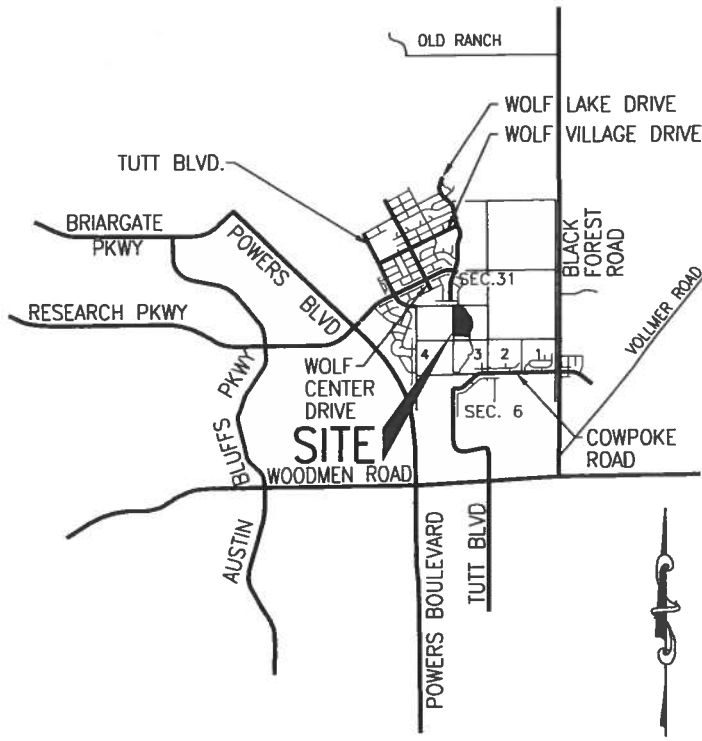 OLD RANCH
WOLF LAKE DRIVE
WOLF VILLAGE DRIVE
TUTT BLVD.
BRIARGATE
PKWY
POWERS BLVD
BLACK
FOREST
ROAD
SEC.31
RESEARCH PKWY
VOLLMER ROAD
4
3
2
1
WOLF
CENTER
DRIVE
SEC. 6
SITE
COWPOKE
ROAD
WOODMEN ROAD
AUSTIN
BLUFFS
PKWY
POWERS BOULEVARD
TUTT BLVD